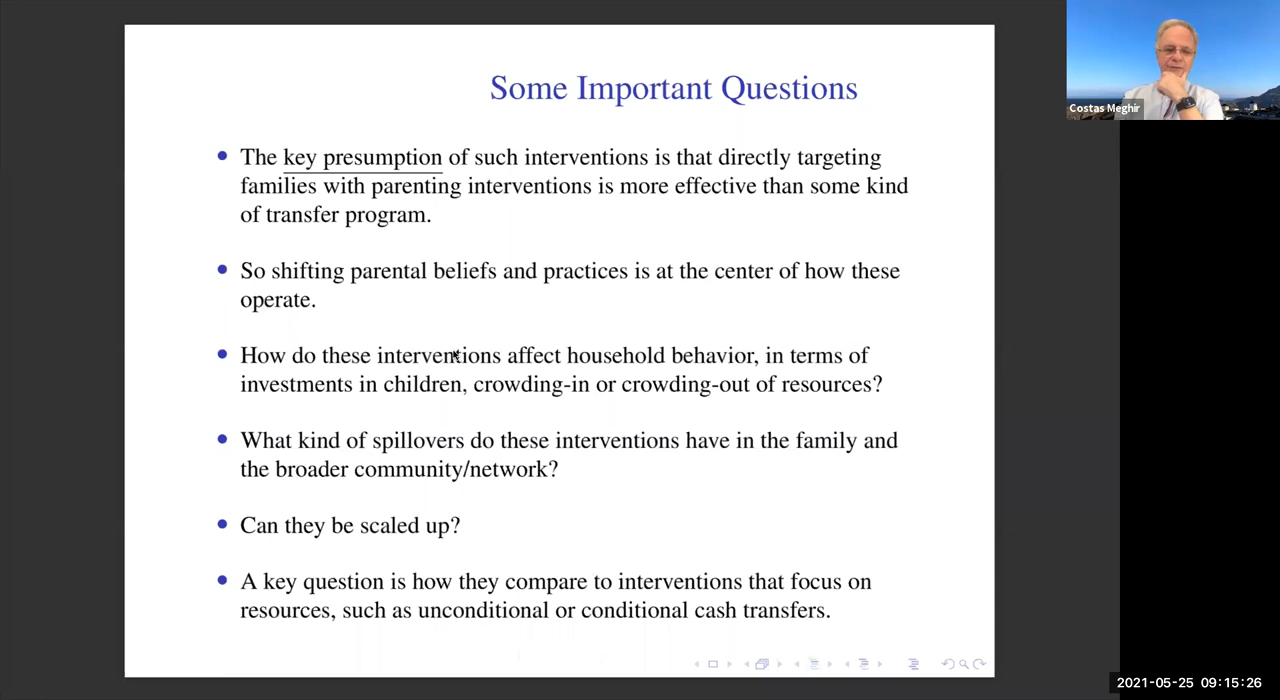 Some Important Questions
• The key presumption of such interventions is that directly targeting
families with parenting interventions is more effective than some kind
of transfer program.
• So shifting parental beliefs and practices is at the center of how these
operate.
• How do these interventions affect household behavior, in terms of
investments in children, crowding-in or crowding-out of resources?
• What kind of spillovers do these interventions have in the family and
the broader community/network?
• Can they be scaled up?
• A key question is how they compare to interventions that focus on
resources, such as unconditional or conditional cash transfers.
Costas Meghir
2021-05-25 09:15:26